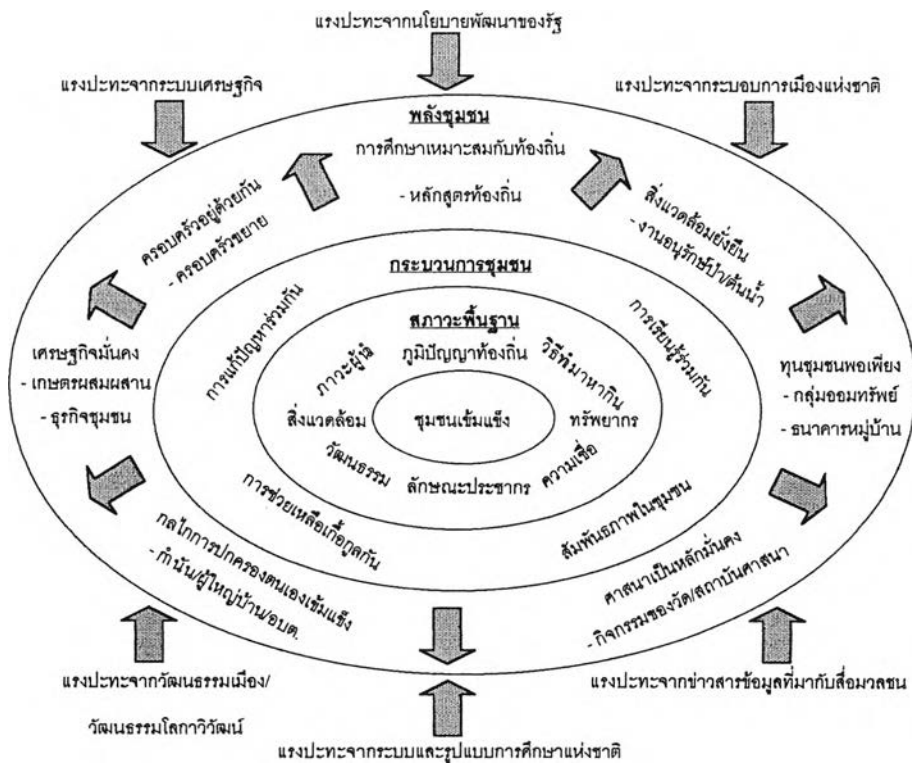 แรงปะทะจากนโยบายพัฒนาของรัฐ
แรงปะทะจากระบบเศรษฐกิจ
แรงปะทะจากระบอบการเมืองแห่งชาติ
พลังชุมชน
การศึกษาเหมาะสมกับท้องถิ่น
- หลักสูตรท้องถิ่น
ครอบครัวอยู่ด้วยกัน
- ครอบครัวขยาย
สิ่งแวดล้อมยั่งยืน
- งานอนุรักษ์ป่า/ต้นน้ำ
กระบวนการชุมชน
การแก้ปัญหาร่วมกัน
การเรียนรู้ร่วมกัน
สภาวะพื้นฐาน
ภาวะผู้นำ
ภูมิปัญญาท้องถิ่น
วิธีทำมาหากิน
เศรษฐกิจมั่นคง
- เกษตรผสมผสาน
- ธุรกิจชุมชน
สิ่งแวดล้อม
ชุมชนเข้มแข็ง
ทรัพยากร
ทุนชุมชนพอเพียง
- กลุ่มออมทรัพย์
- ธนาคารหมู่บ้าน
วัฒนธรรม
ลักษณะประชากร
ความเชื่อ
การช่วยเหลือเกื้อกูลกัน
สัมพันธภาพในชุมชน
กลไกการปกครองตนเองเข้มแข็ง
- กำนัน/ผู้ใหญ่บ้าน/อบต.
ศาสนาเป็นหลักมั่นคง
- กิจกรรมของวัด/สถาบันศาสนา
แรงปะทะจากวัฒนธรรมเมือง/
วัฒนธรรมโลกาวิวัฒน์
แรงปะทะจากข่าวสารข้อมูลที่มากับสื่อมวลชน
แรงปะทะจากระบบและรูปแบบการศึกษาแห่งชาติ